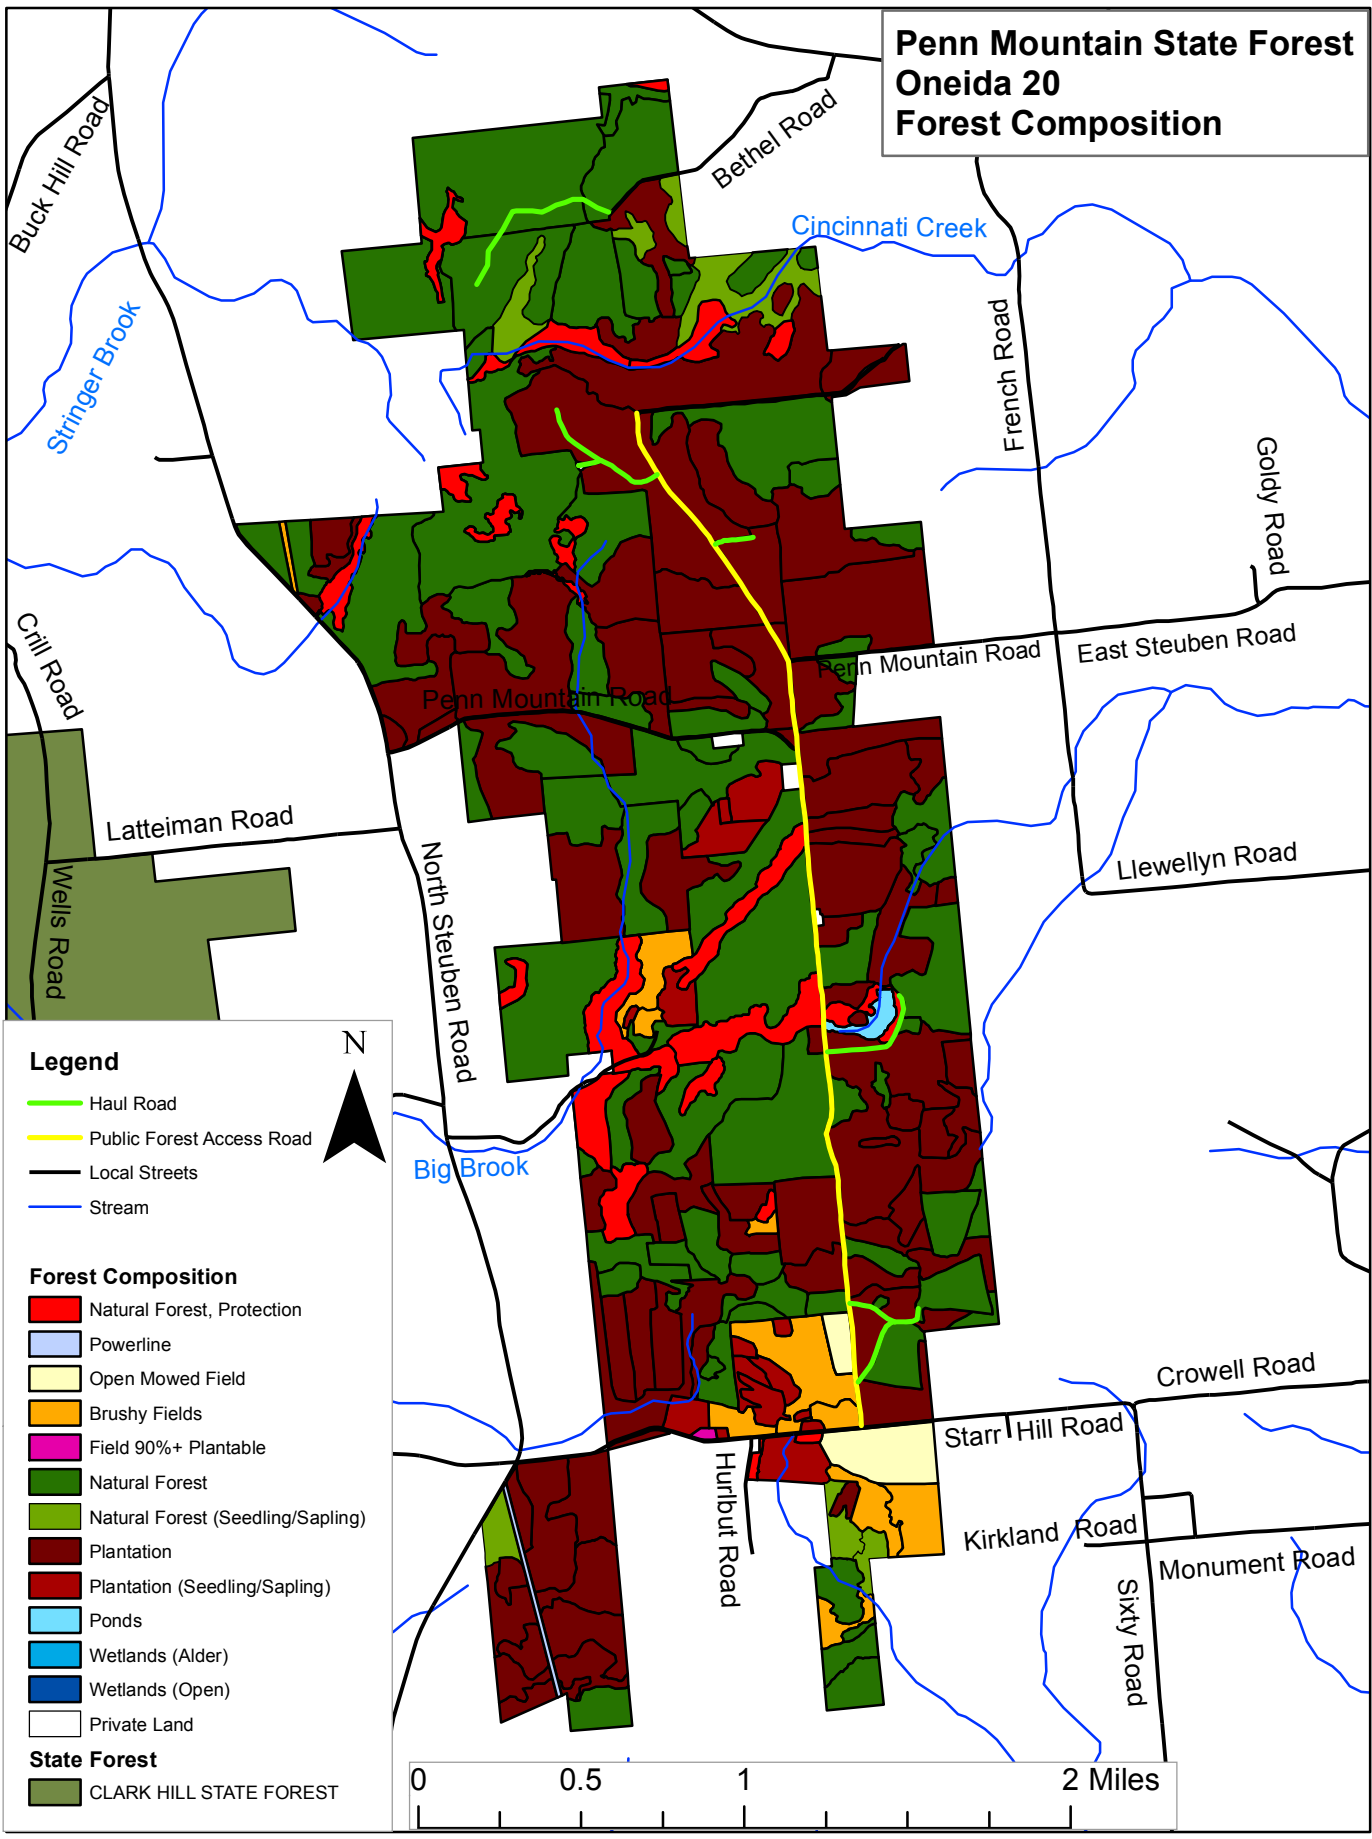 Penn Mountain State Forest
Oneida 20
Forest Composition
Buck Hill Road
Bethel Road
Cincinnati Creek
Stringer Brook
French Road
Goldy Road
Crill Road
Penn Mountain Road
East Steuben Road
Penn Mountain Road
Latteiman Road
Wells Road
North Steuben Road
Llewellyn Road
Big Brook
Crowell Road
Starr Hill Road
Hurlbut Road
Kirkland Road
Monument Road
Sixty Road
Legend
N
Haul Road
Public Forest Access Road
Local Streets
Stream
Forest Composition
Natural Forest, Protection
Powerline
Open Mowed Field
Brushy Fields
Field 90%+ Plantable
Natural Forest
Natural Forest (Seedling/Sapling)
Plantation
Plantation (Seedling/Sapling)
Ponds
Wetlands (Alder)
Wetlands (Open)
Private Land
State Forest
CLARK HILL STATE FOREST
0 0.5 1 2 Miles